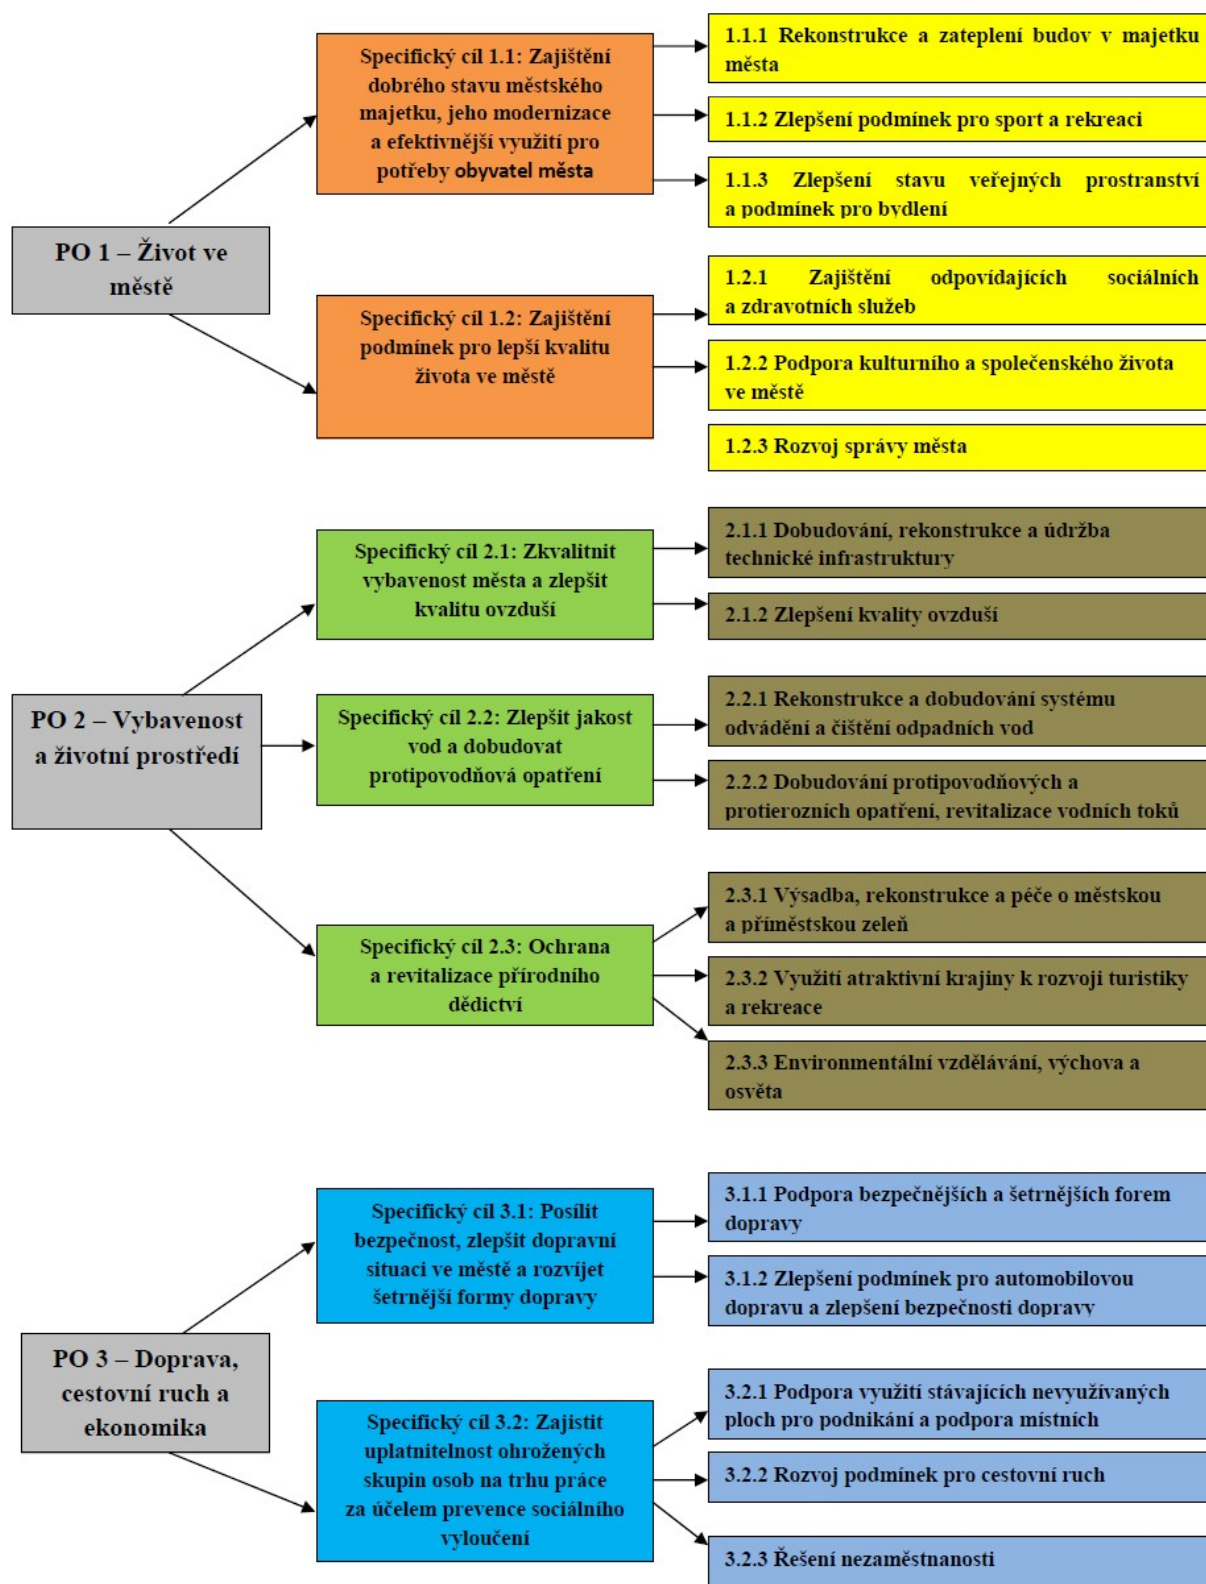 PO 1 – Život ve
městě
Specifický cíl 1.1: Zajištění
dobrého stavu městského
majetku, jeho modernizace
a efektivnější využití pro
potřeby obyvatel města
1.1.1 Rekonstrukce a zateplení budov v majetku
města
1.1.2 Zlepšení podmínek pro sport a rekreaci
1.1.3 Zlepšení stavu veřejných prostranství
a podmínek pro bydlení
Specifický cíl 1.2: Zajištění
podmínek pro lepší kvalitu
života ve městě
1.2.1 Zajištění odpovídajících sociálních
a zdravotních služeb
1.2.2 Podpora kulturního a společenského života
ve městě
1.2.3 Rozvoj správy města
PO 2 – Vybavenost
a životní prostředí
Specifický cíl 2.1: Zkvalitnit
vybavenost města a zlepšit
kvalitu ovzduší
2.1.1 Dobudování, rekonstrukce a údržba
technické infrastruktury
2.1.2 Zlepšení kvality ovzduší
Specifický cíl 2.2: Zlepšit jakost
vod a dobudovat
protipovodňová opatření
2.2.1 Rekonstrukce a dobudování systému
odvádění a čištění odpadních vod
2.2.2 Dobudování protipovodňových a
protierozních opatření, revitalizace vodních toků
Specifický cíl 2.3: Ochrana
a revitalizace přírodního
dědictví
2.3.1 Výsadba, rekonstrukce a péče o městskou
a příměstskou zeleň
2.3.2 Využití atraktivní krajiny k rozvoji turistiky
a rekreace
2.3.3 Environmentální vzdělávání, výchova a
osvěta
PO 3 – Doprava,
cestovní ruch a
ekonomika
Specifický cíl 3.1: Posílit
bezpečnost, zlepšit dopravní
situaci ve městě a rozvíjet
šetrnější formy dopravy
3.1.1 Podpora bezpečnějších a šetrnějších forem
dopravy
3.1.2 Zlepšení podmínek pro automobilovou
dopravu a zlepšení bezpečnosti dopravy
Specifický cíl 3.2: Zajistit
uplatnitelnost ohrožených
skupin osob na trhu práce
za účelem prevence sociálního
vyloučení
3.2.1 Podpora využití stávajících nevyužívaných
ploch pro podnikání a podpora místních
3.2.2 Rozvoj podmínek pro cestovní ruch
3.2.3 Řešení nezaměstnanosti